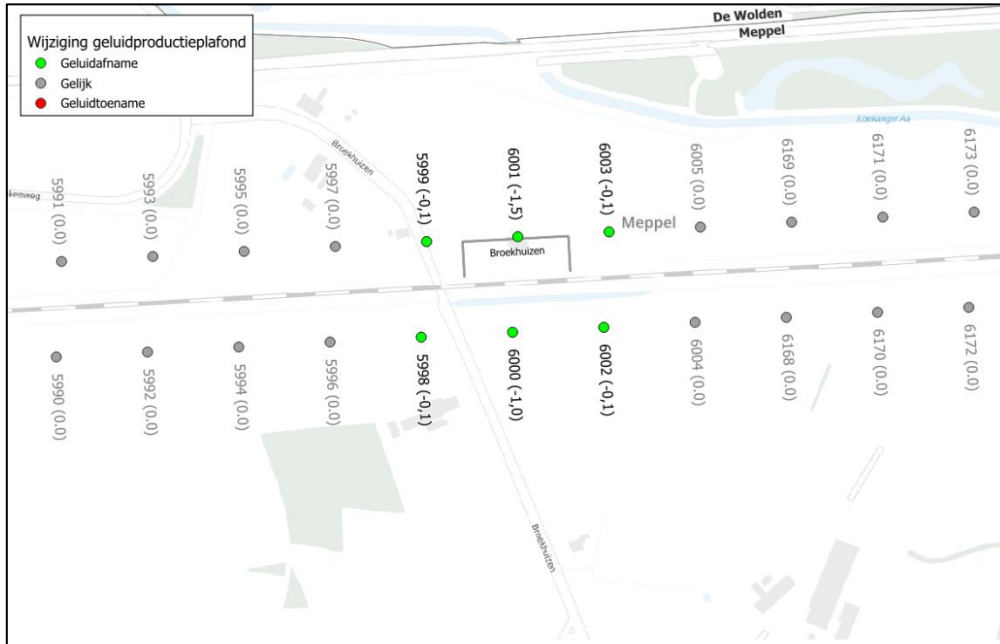 De Wolden
Meppel
Wijziging geluidproductieplafond
Geluidafname
Gelijk
Geluidtoename
Koekanger Aa
Broekhuizen
kenweg
5991 (0.0)
5993 (0.0)
5995 (0.0)
5997 (0.0)
5999 (-0,1)
6001 (-1,5)
6003 (-0,1)
6005 (0.0)
6169 (0.0)
6171 (0.0)
6173 (0.0)
Meppel
Broekhuizen
5990 (0.0)
5992 (0.0)
5994 (0.0)
5996 (0.0)
5998 (-0,1)
6000 (-1,0)
6002 (-0,1)
6004 (0.0)
6168 (0.0)
6170 (0.0)
6172 (0.0)
Broekhuizen